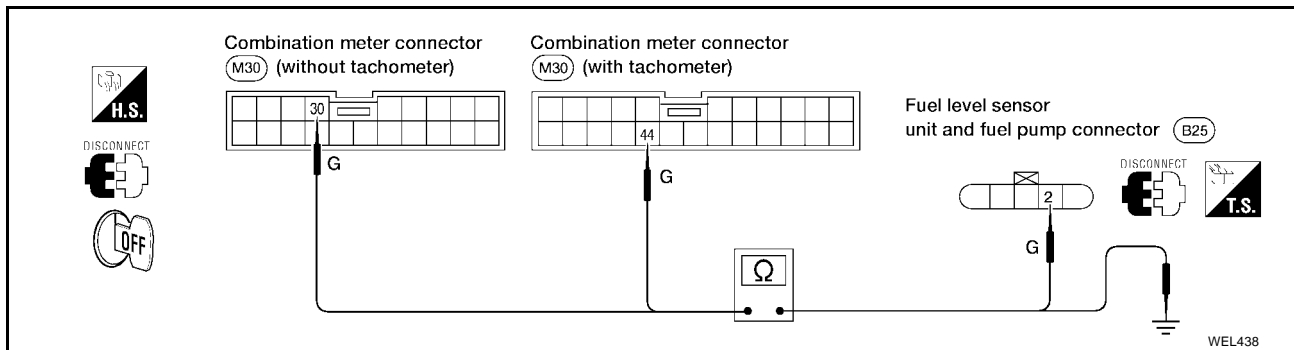 Combination meter connector
M30 (without tachometer)
Combination meter connector
M30 (with tachometer)
Fuel level sensor
unit and fuel pump connector B25
H.S.
DISCONNECT
OFF
30
G
44
G
2
G
DISCONNECT
T.S.
Ω
WEL438